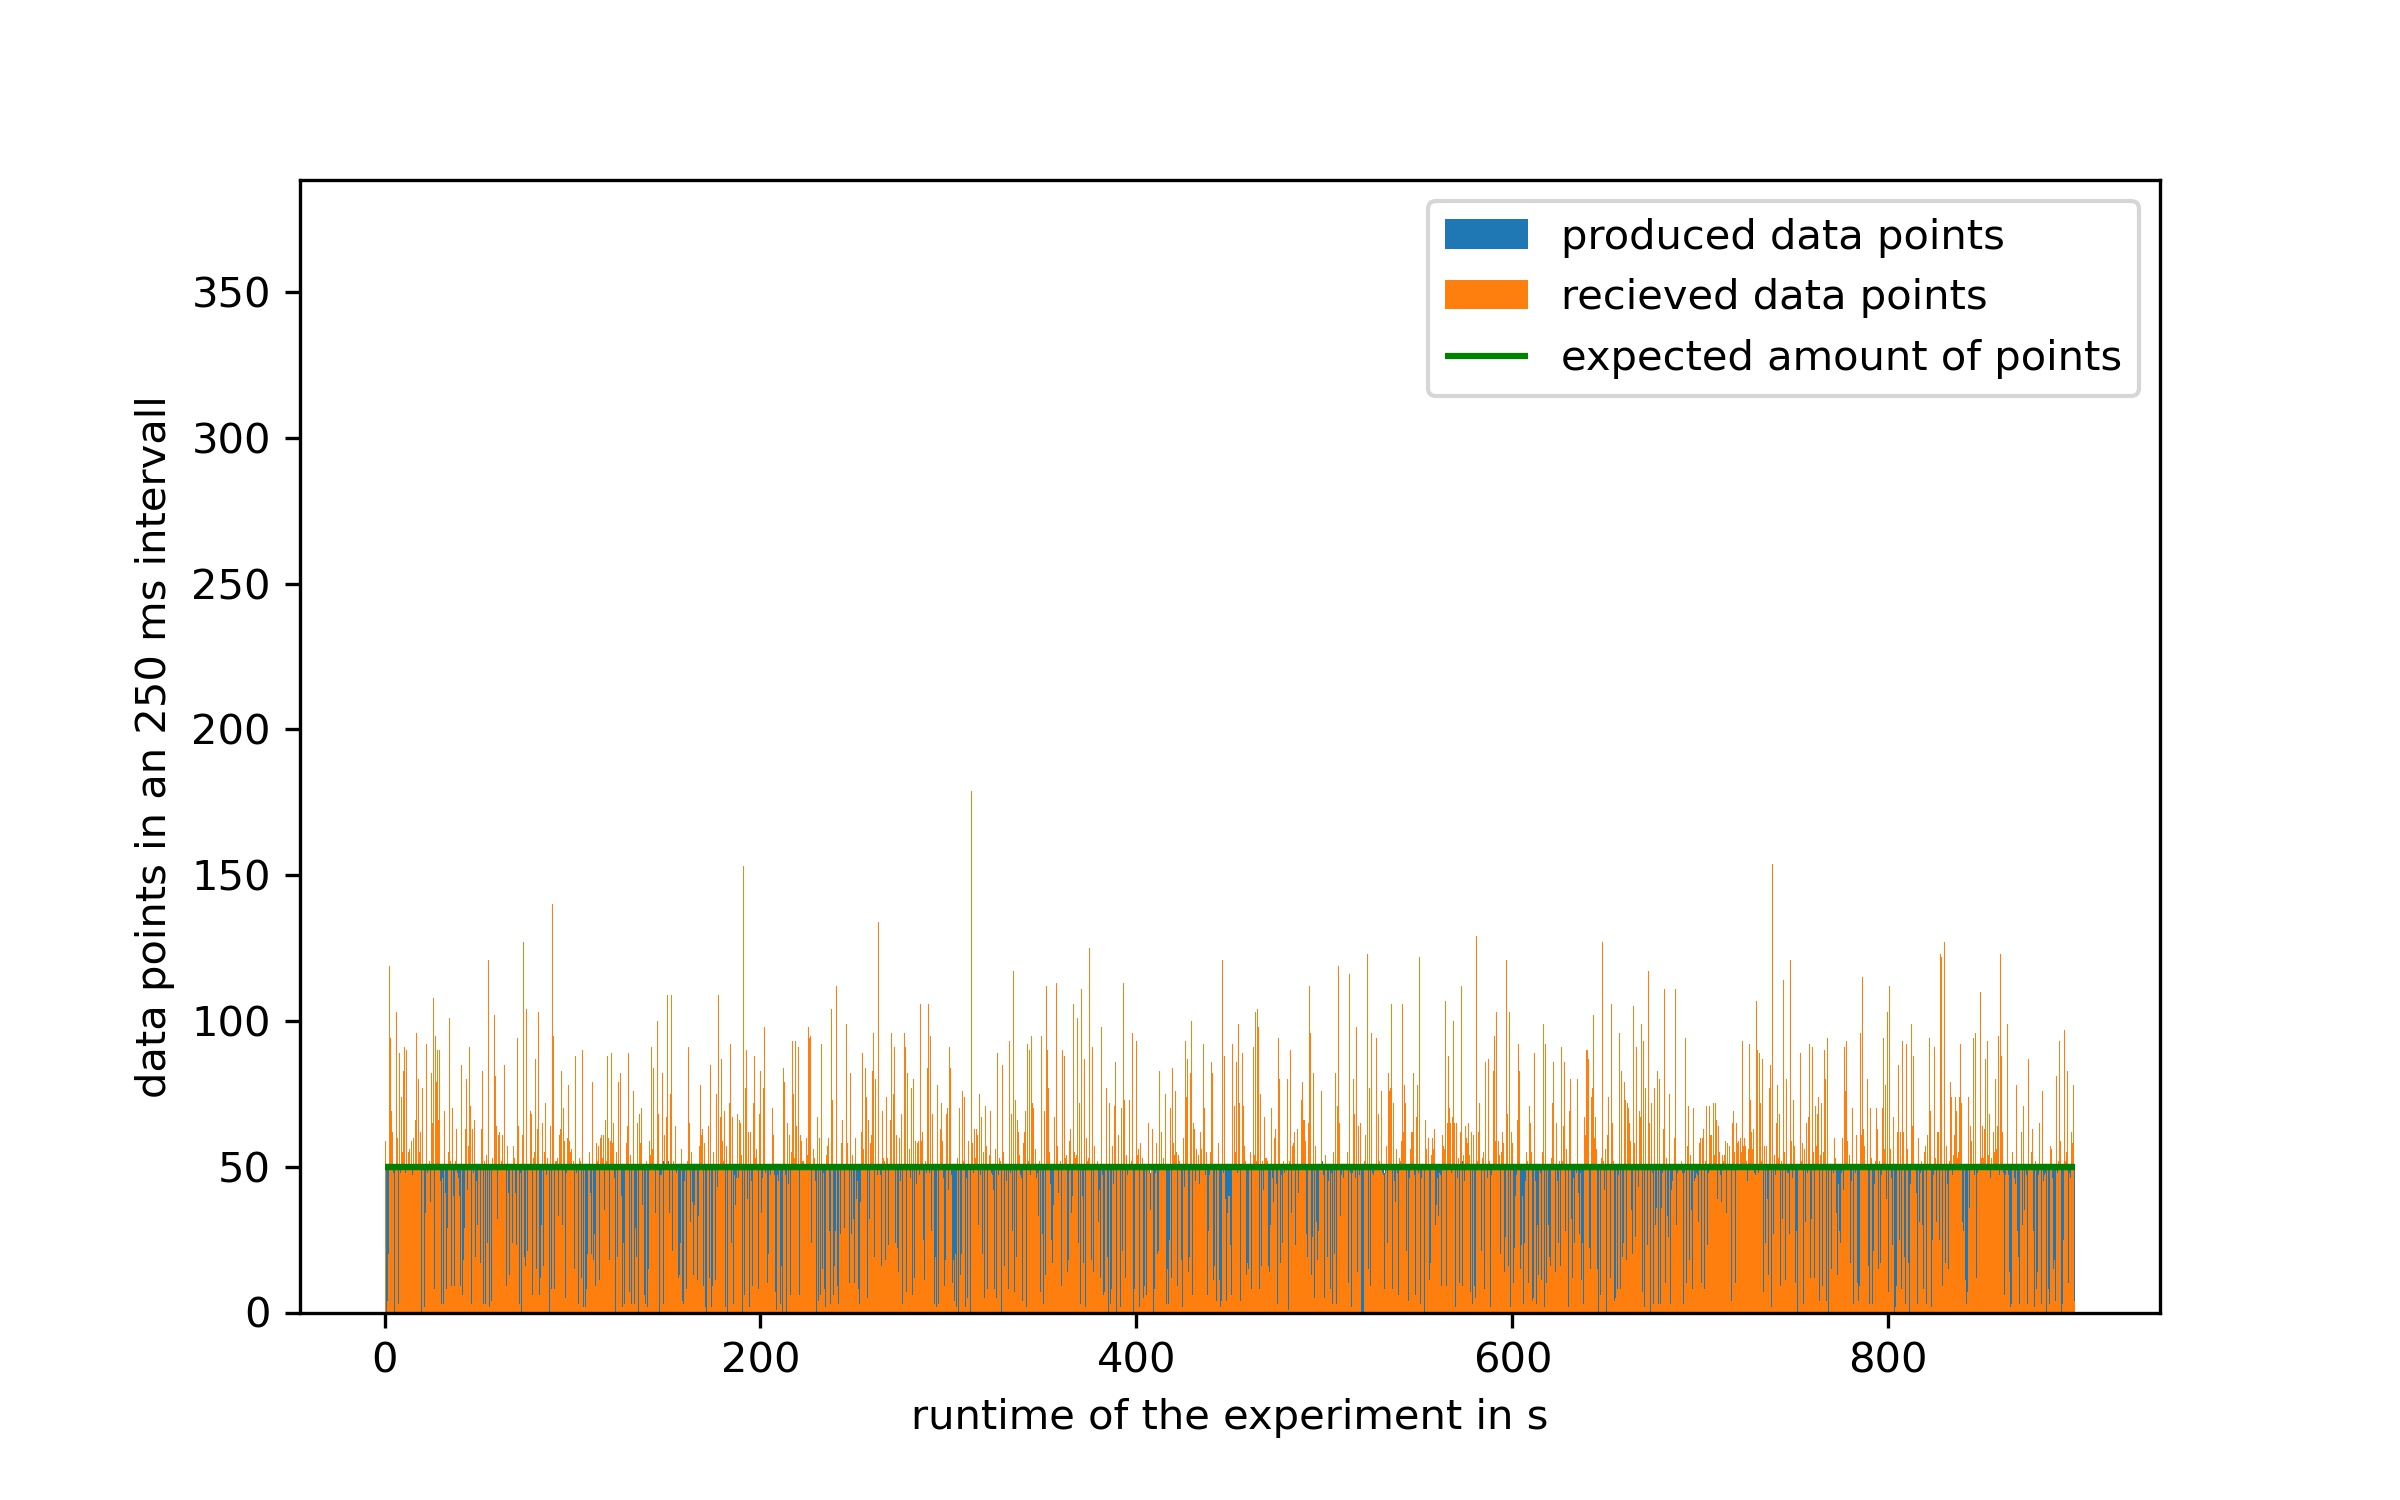 produced data points
recieved data points
expected amount of points
data points in an 250 ms intervall
350
300
250
200
150
100
50
0
0 200 400 600 800
runtime of the experiment in s